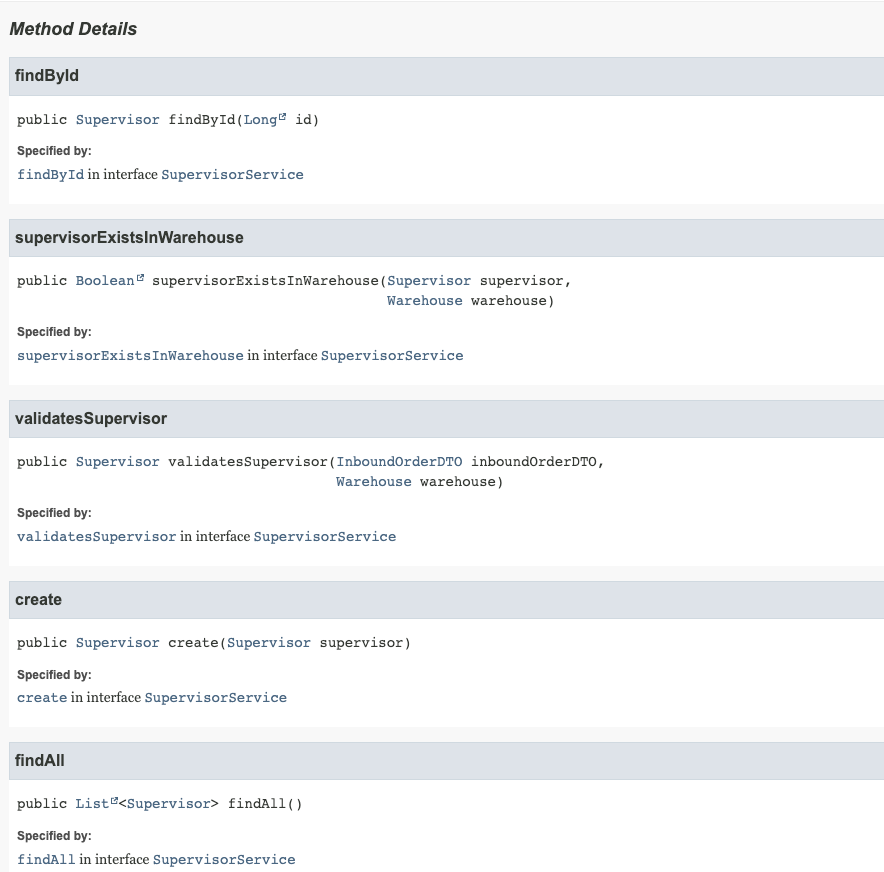 Method Details
findById
public Supervisor findById(Long id)
Specified by:
findById in interface SupervisorService
supervisorExistsInWarehouse
public Boolean supervisorExistsInWarehouse(Supervisor supervisor,
Warehouse warehouse)
Specified by:
supervisorExistsInWarehouse in interface SupervisorService
validatesSupervisor
public Supervisor validatesSupervisor(InboundOrderDTO inboundOrderDTO,
Warehouse warehouse)
Specified by:
validatesSupervisor in interface SupervisorService
create
public Supervisor create(Supervisor supervisor)
Specified by:
create in interface SupervisorService
findAll
public List<Supervisor> findAll()
Specified by:
findAll in interface SupervisorService